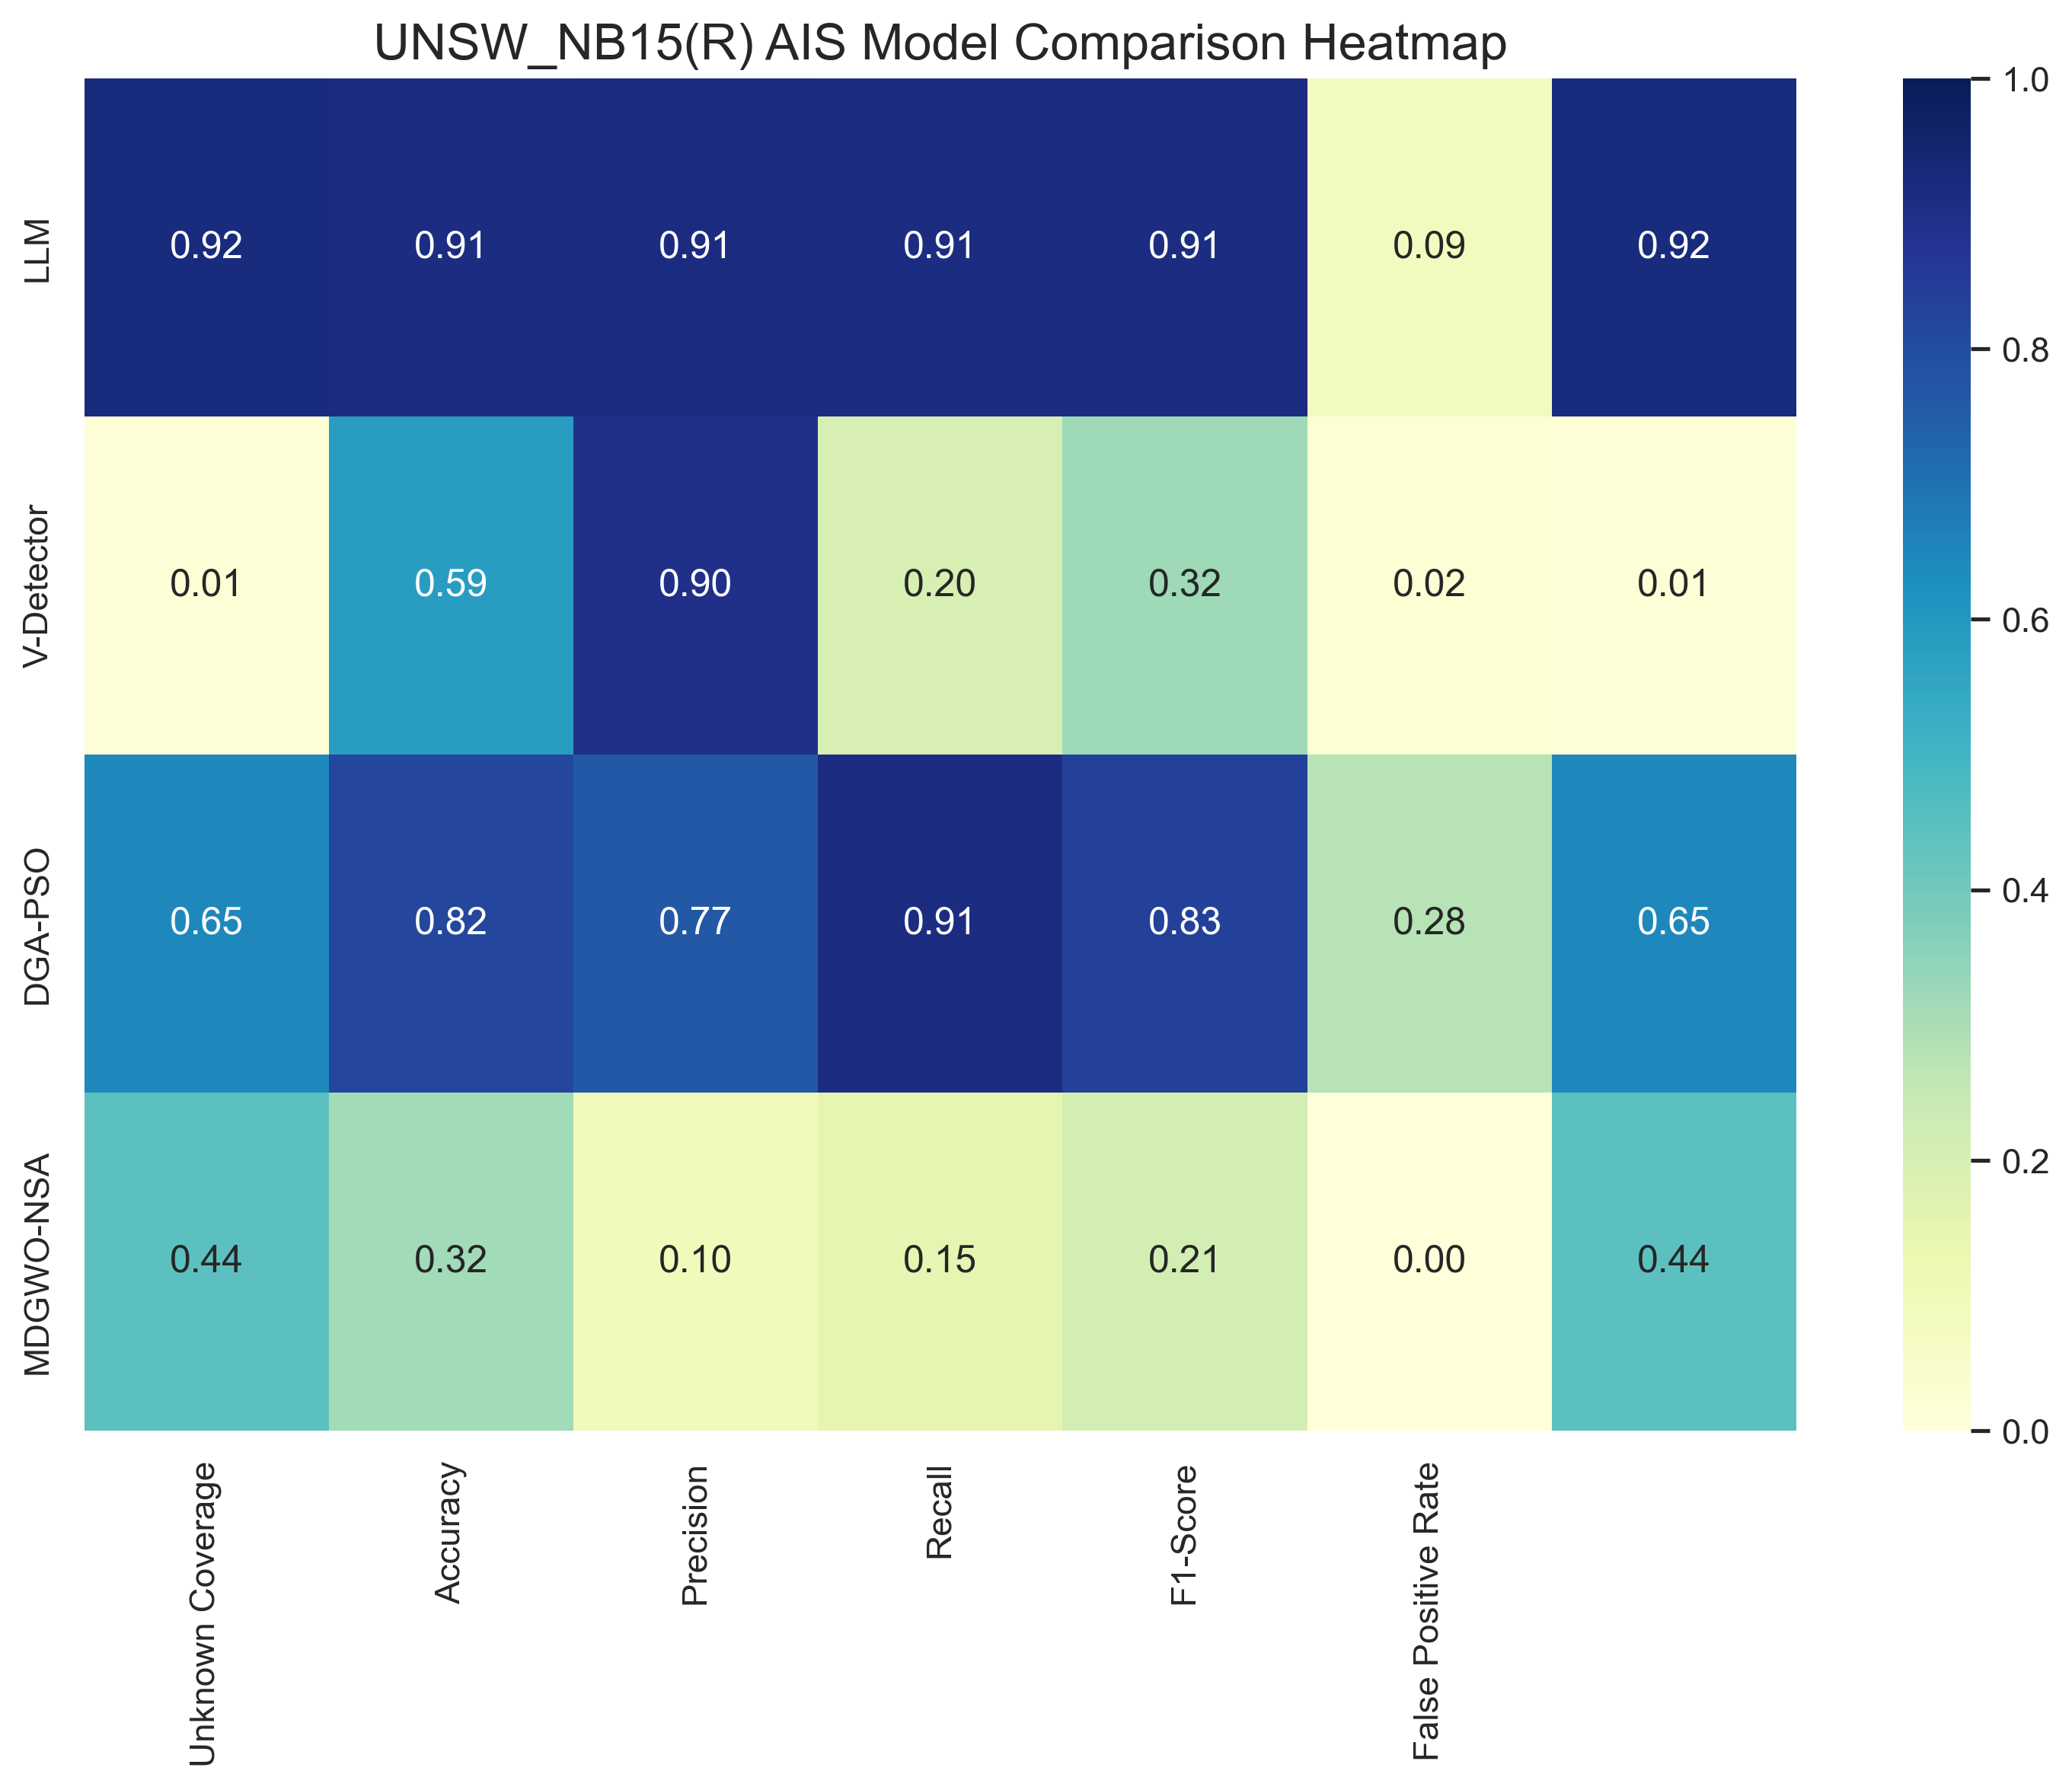 UNSW_NB15(R) AIS Model Comparison Heatmap
LLM
0.92 0.91 0.91 0.91 0.91 0.09 0.92
V-Detector
0.01 0.59 0.90 0.20 0.32 0.02 0.01
DGA-PSO
0.65 0.82 0.77 0.91 0.83 0.28 0.65
MDGWO-NSA
0.44 0.32 0.10 0.15 0.21 0.00 0.44
Unknown Coverage
Accuracy
Precision
Recall
F1-Score
False Positive Rate
1.0
0.8
0.6
0.4
0.2
0.0